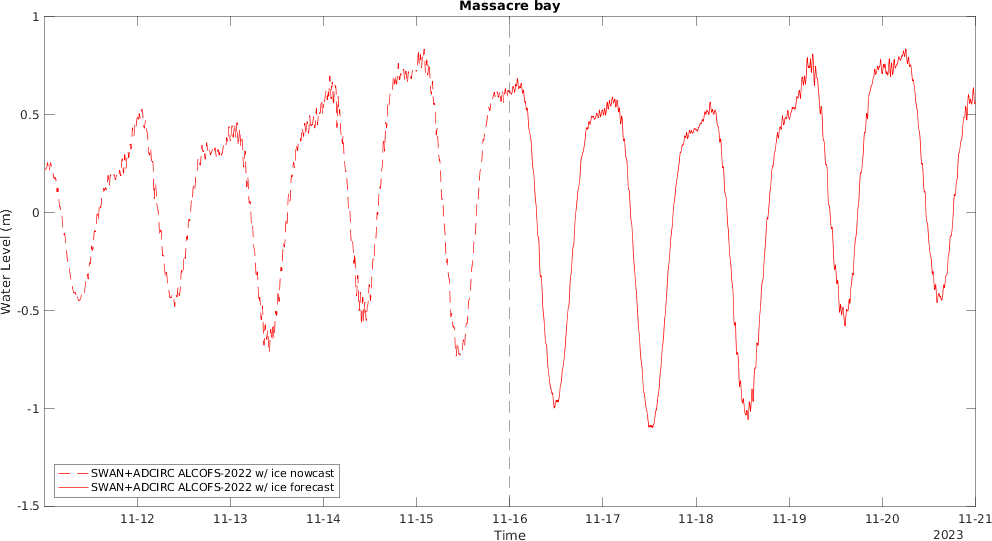 Massacre bay
1
0.5
0
-0.5
-1
-1.5
Water Level (m)
SWAN+ADCIRC ALCOFS-2022 w/ ice nowcast
SWAN+ADCIRC ALCOFS-2022 w/ ice forecast
11-12 11-13 11-14 11-15 11-16 11-17 11-18 11-19 11-20 11-21
Time
2023